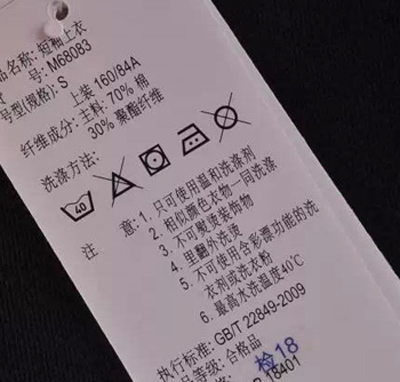 品名称: 短袖上衣
号: M68083
号型(规格): S
上装 160/84A
纤维成分: 主料: 70% 棉
30% 聚酯纤维
洗涤方法:
40
注 意: 1. 只可使用温和洗涤剂
2. 相似颜色衣物一同洗涤
3. 不可熨烫装饰物
4. 里翻外洗烫
5. 不可使用含彩漂功能的洗
衣剂或洗衣粉
6. 最高水洗温度40℃
执行标准: GB/T 22849-2009
品等级: 合格品
检18
18401